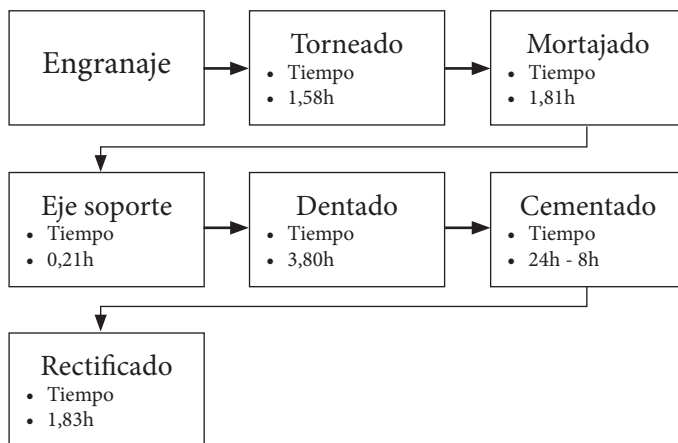 Engranaje
Torneado
• Tiempo
• 1,58h
Mortajado
• Tiempo
• 1,81h
Eje soporte
• Tiempo
• 0,21h
Dentado
• Tiempo
• 3,80h
Cementado
• Tiempo
• 24h - 8h
Rectificado
• Tiempo
• 1,83h